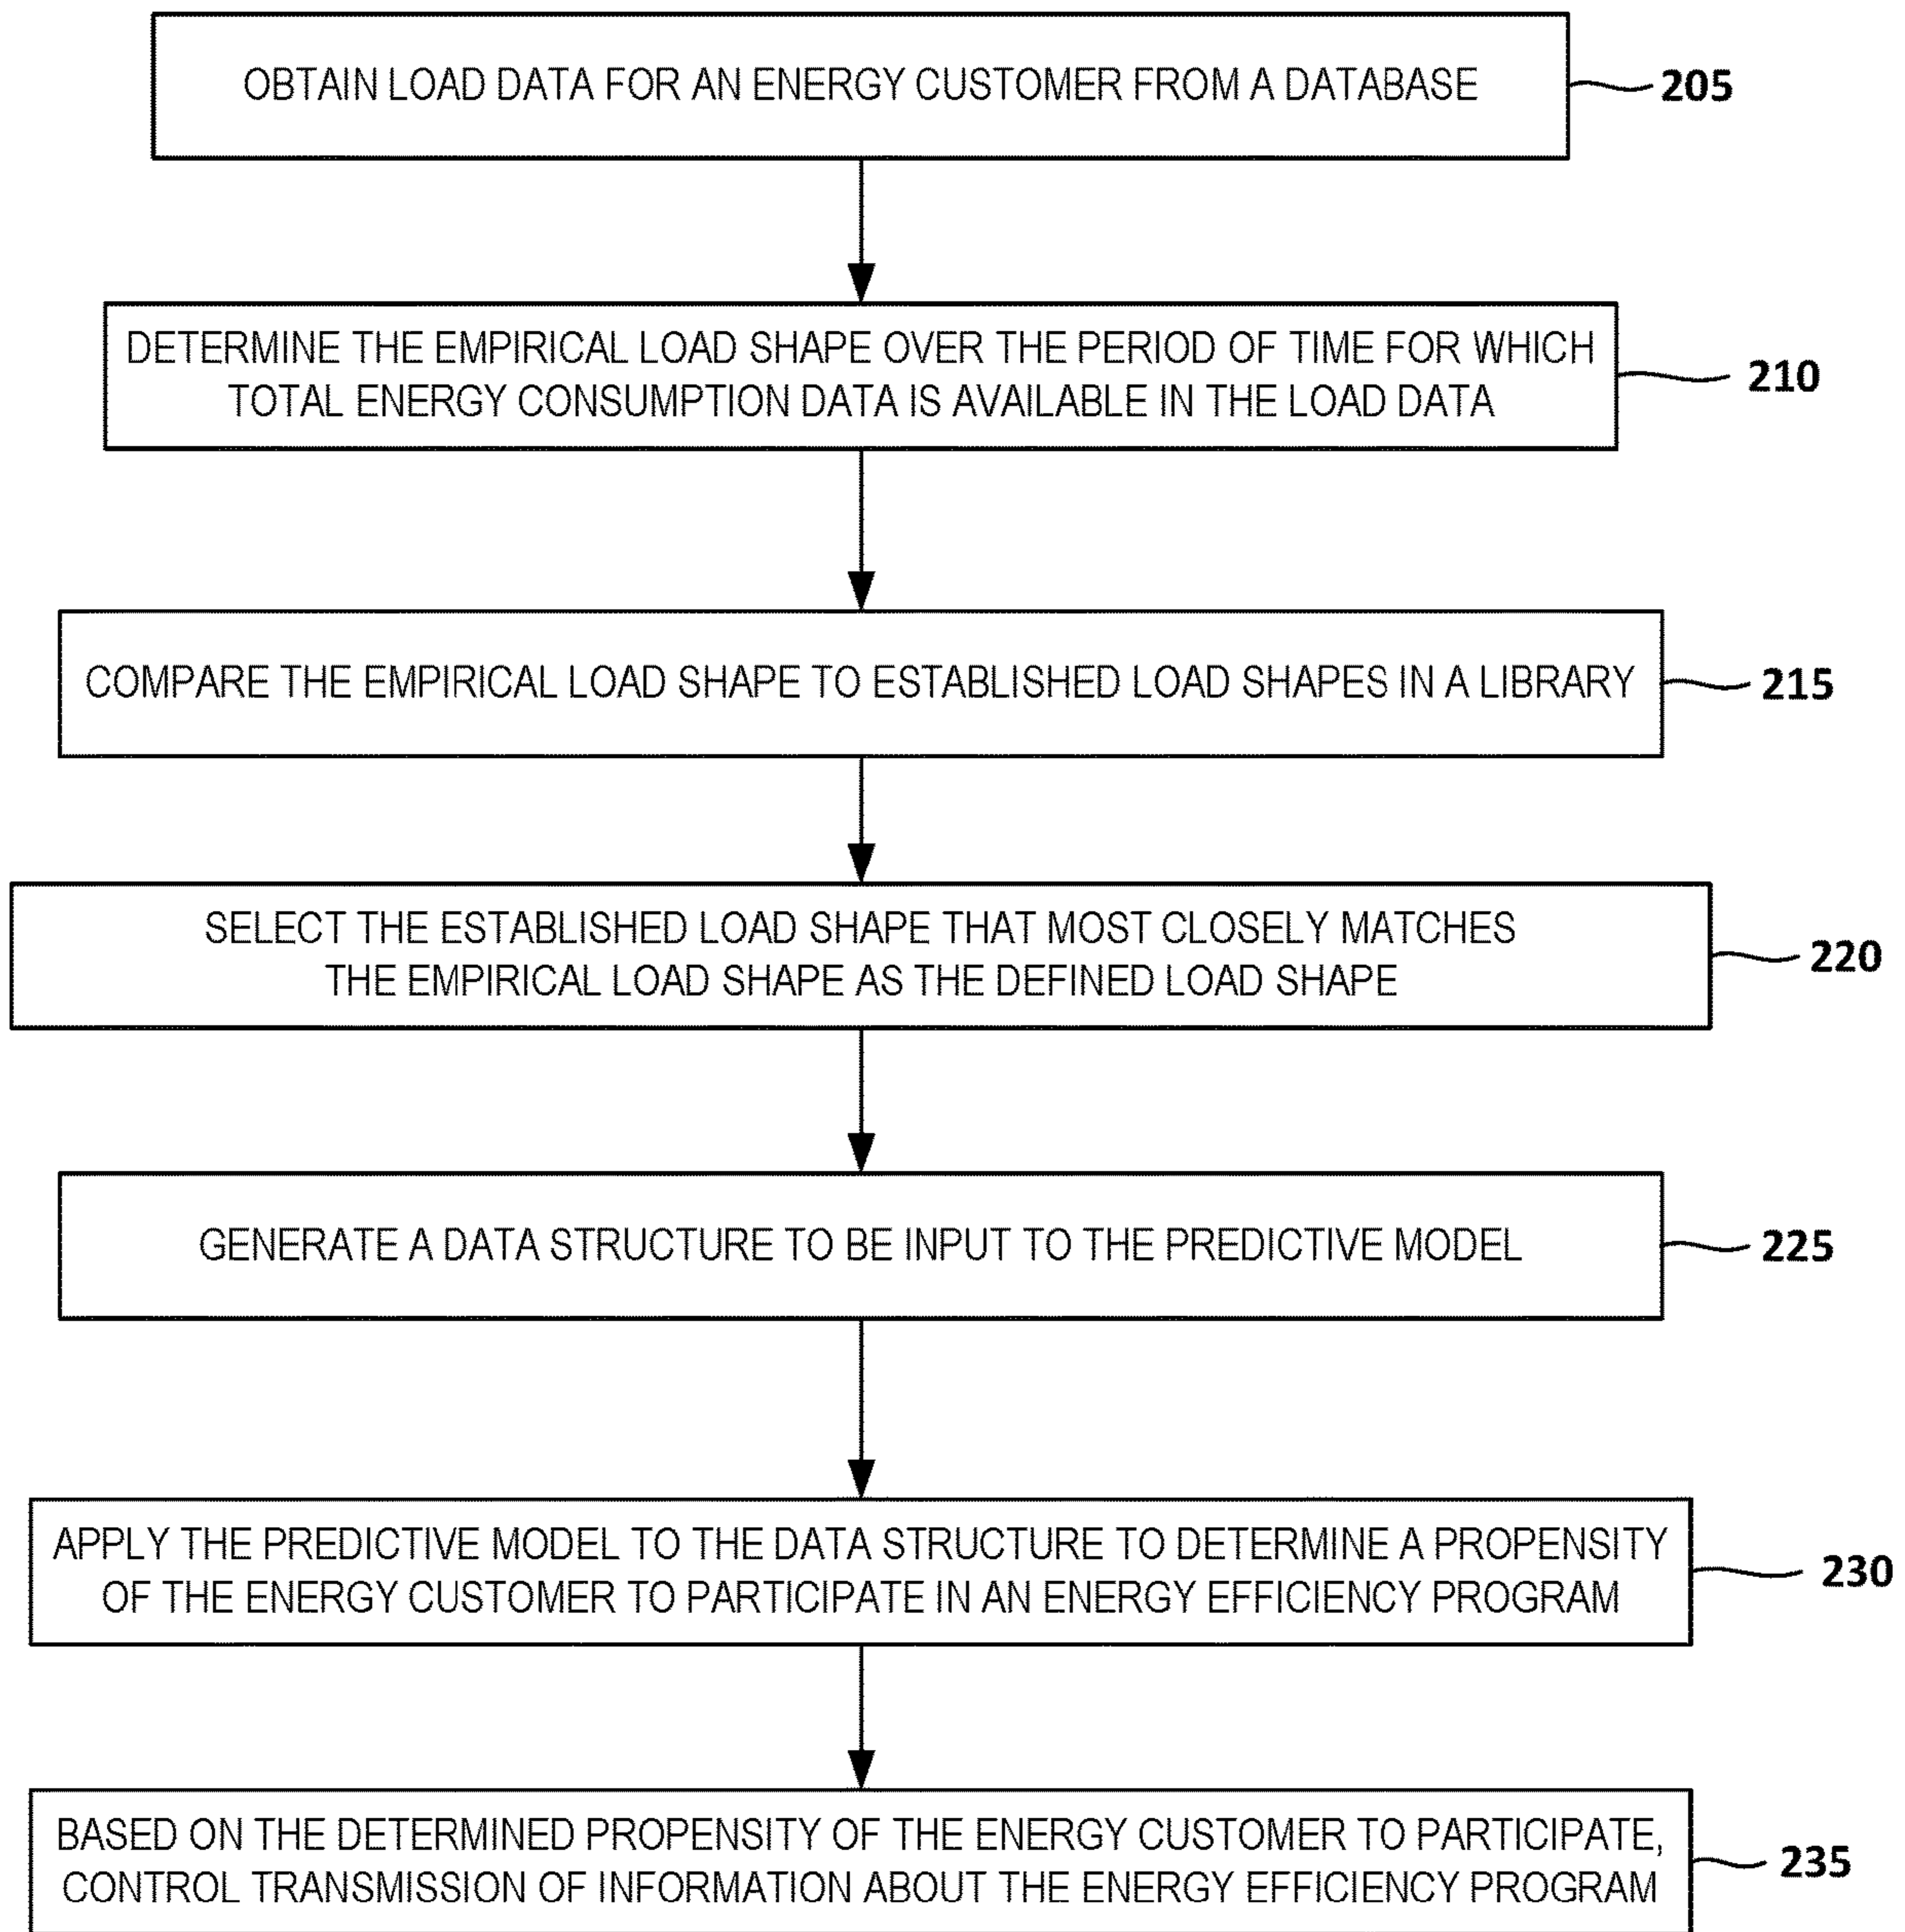 OBTAIN LOAD DATA FOR AN ENERGY CUSTOMER FROM A DATABASE
205
DETERMINE THE EMPIRICAL LOAD SHAPE OVER THE PERIOD OF TIME FOR WHICH
TOTAL ENERGY CONSUMPTION DATA IS AVAILABLE IN THE LOAD DATA
210
COMPARE THE EMPIRICAL LOAD SHAPE TO ESTABLISHED LOAD SHAPES IN A LIBRARY
215
SELECT THE ESTABLISHED LOAD SHAPE THAT MOST CLOSELY MATCHES
THE EMPIRICAL LOAD SHAPE AS THE DEFINED LOAD SHAPE
220
GENERATE A DATA STRUCTURE TO BE INPUT TO THE PREDICTIVE MODEL
225
APPLY THE PREDICTIVE MODEL TO THE DATA STRUCTURE TO DETERMINE A PROPENSITY
OF THE ENERGY CUSTOMER TO PARTICIPATE IN AN ENERGY EFFICIENCY PROGRAM
230
BASED ON THE DETERMINED PROPENSITY OF THE ENERGY CUSTOMER TO PARTICIPATE,
CONTROL TRANSMISSION OF INFORMATION ABOUT THE ENERGY EFFICIENCY PROGRAM
235